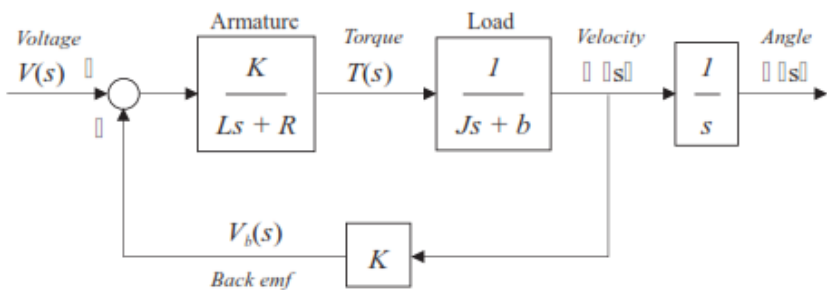 Armature
Load
Voltage
Torque
Velocity
Angle
V(s)
K
Ls + R
T(s)
1
Js + b
s
1
s
s
V_b(s)
K
Back emf